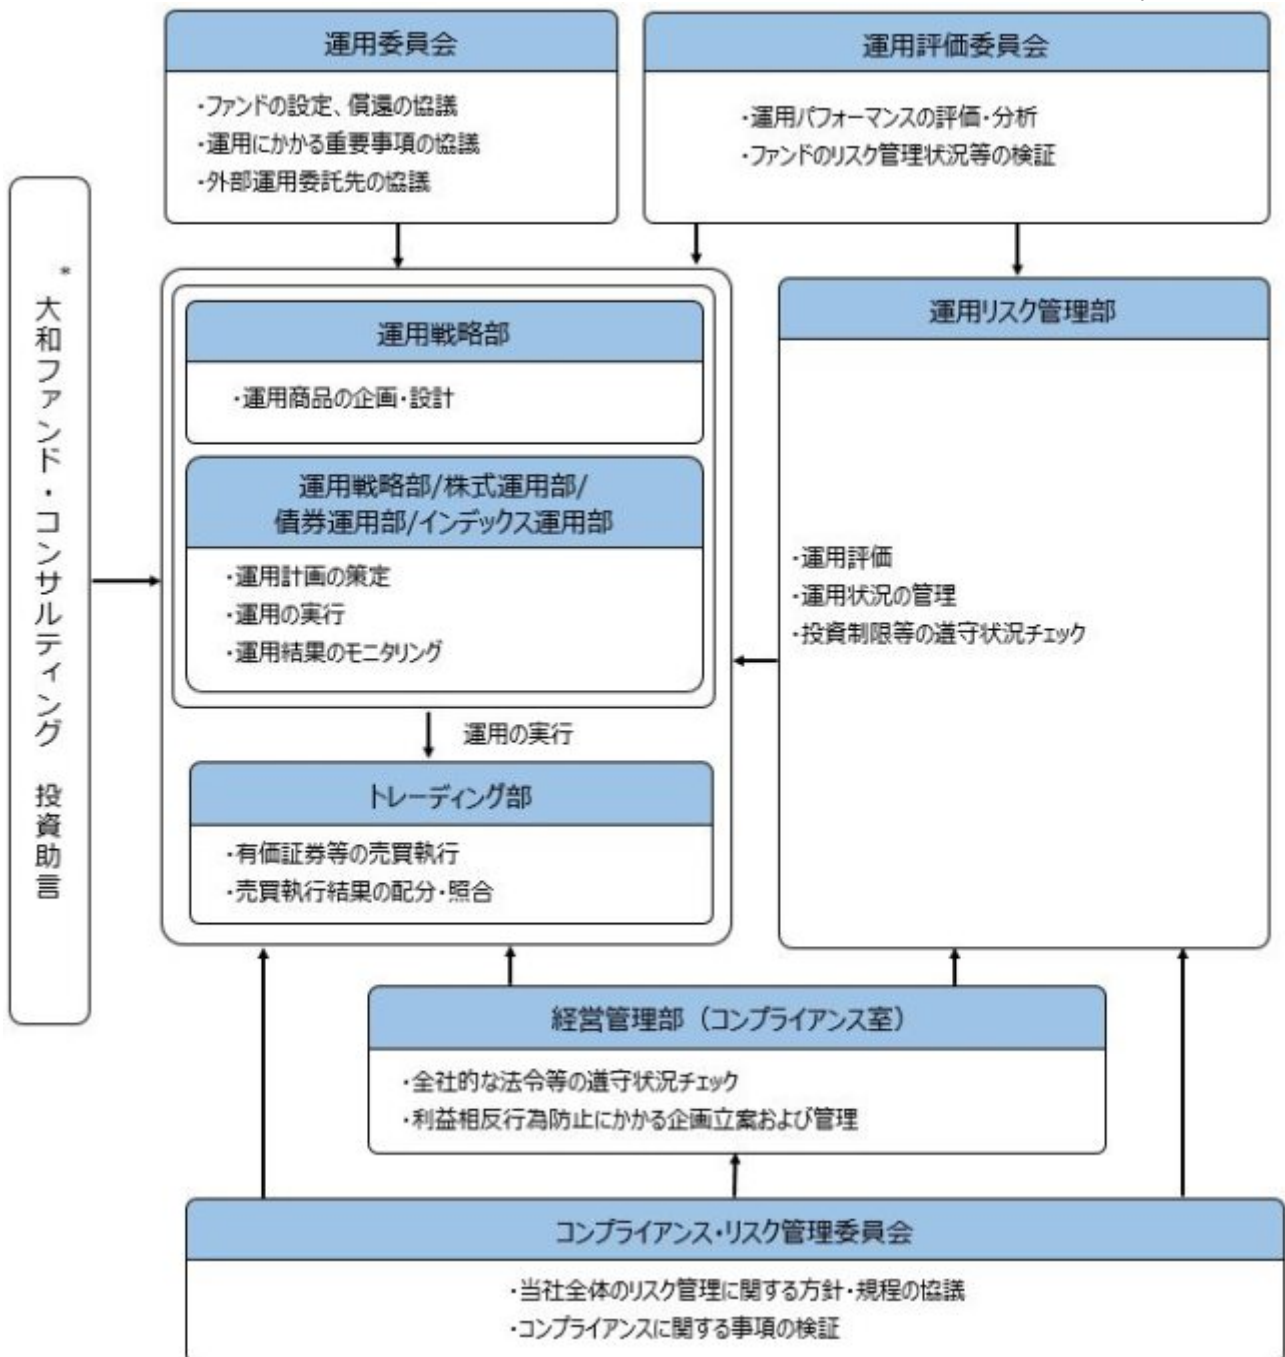 運用委員会
・ファンドの設定、償還の協議
・運用にかかる重要事項の協議
・外部運用委託先の協議
運用評価委員会
・運用パフォーマンスの評価・分析
・ファンドのリスク管理状況等の検証
*
大和ファンド・コンサルティング 投資助言
運用戦略部
・運用商品の企画・設計
運用戦略部/株式運用部/
債券運用部/インデックス運用部
・運用計画の策定
・運用の実行
・運用結果のモニタリング
運用の実行
トレーディング部
・有価証券等の売買執行
・売買執行結果の配分・照合
運用リスク管理部
・運用評価
・運用状況の管理
・投資制限等の遵守状況チェック
経営管理部（コンプライアンス室）
・全社的な法令等の遵守状況チェック
・利益相反行為防止にかかる企画立案および管理
コンプライアンス・リスク管理委員会
・当社全体のリスク管理に関する方針・規程の協議
・コンプライアンスに関する事項の検証